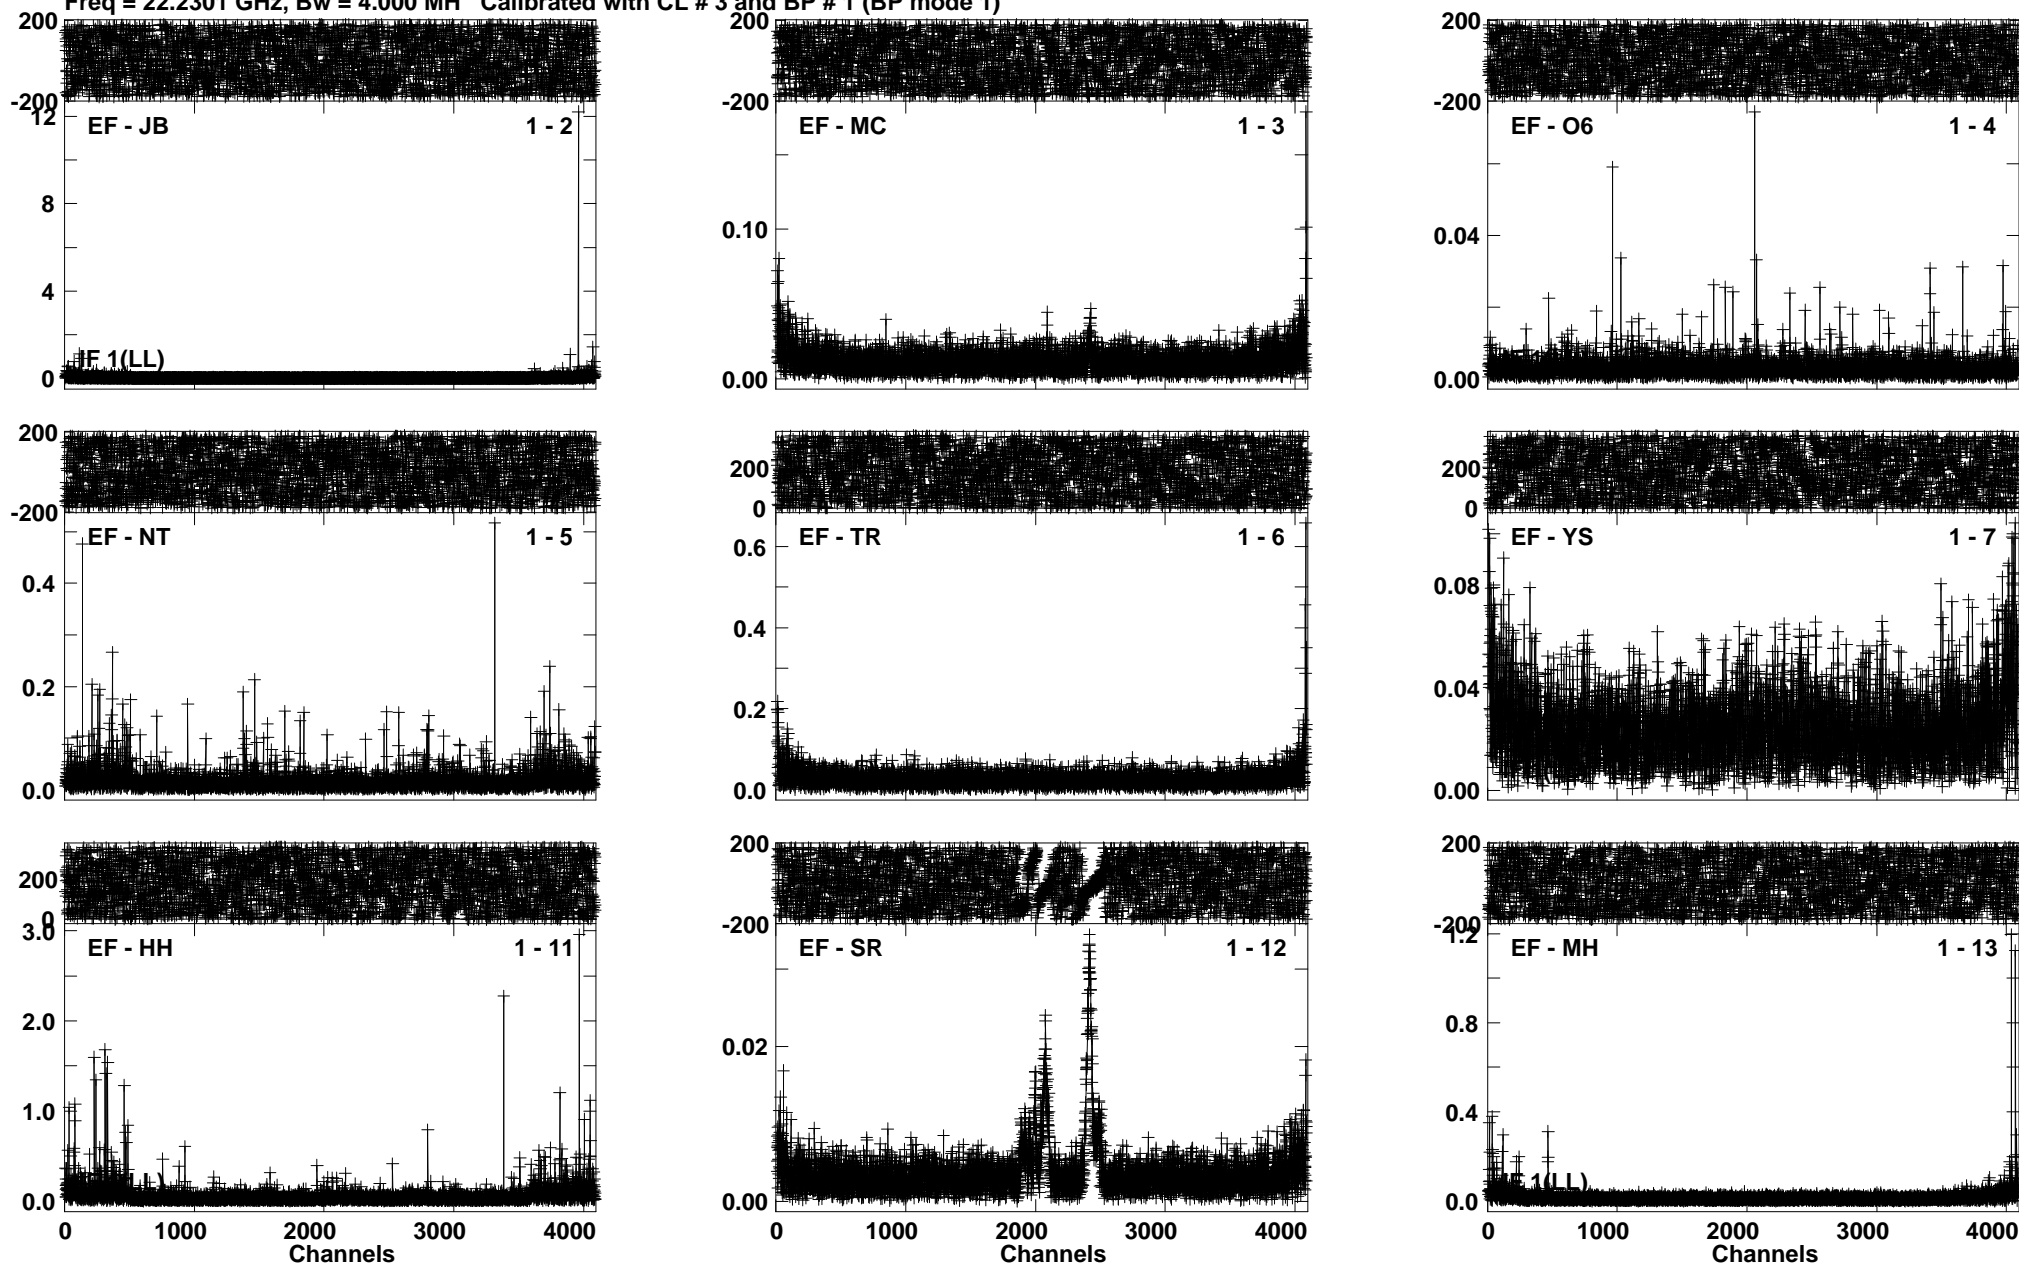 Freq = 22.2301 GHz, Bw = 4.000 MH Calibrated with CL # 3 and BP # 1 (BP mode 1)
200 200 200
-200 -200 -200
EF - JB 1 - 2 EF - MC 1 - 3 EF - O6 1 - 4
12
8 0.10 0.04
4
IF 1(LL)
0 0.00 0.00
200 200 200
-200 0 0
EF - NT 1 - 5 EF - TR 1 - 6 EF - YS 1 - 7
0.4 0.6 0.08
0.4
0.2 0.2 0.04
0.0 0.0 0.00
200 200 200
0 -200 -200
EF - HH 1 - 11 EF - SR 1 - 12 EF - MH 1 - 13
3.0 1.2
2.0 0.02 0.8
1.0 0.4
IF 1(LL)
0.0 0.00 0.0
0 1000 2000 3000 4000 0 1000 2000 3000 4000 0 1000 2000 3000 4000
Channels Channels Channels